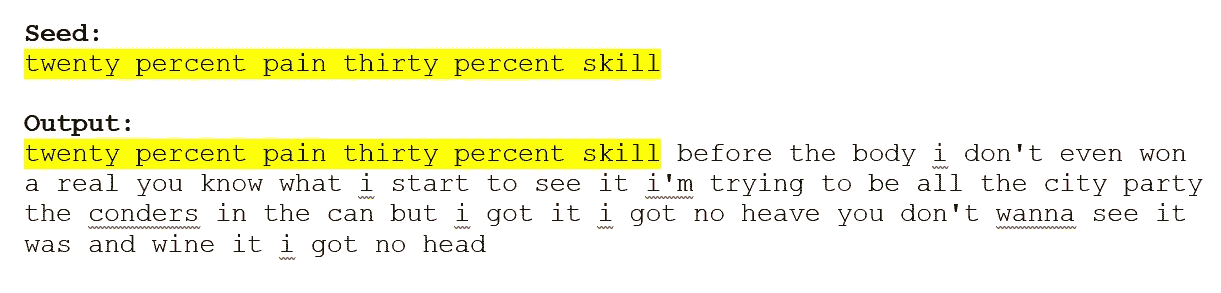 Seed:
twenty percent pain thirty percent skill
Output:
twenty percent pain thirty percent skill before the body i don't even won
a real you know what i start to see it i'm trying to be all the city party
the conders in the can but i got it i got no heave you don't wanna see it
was and wine it i got no head